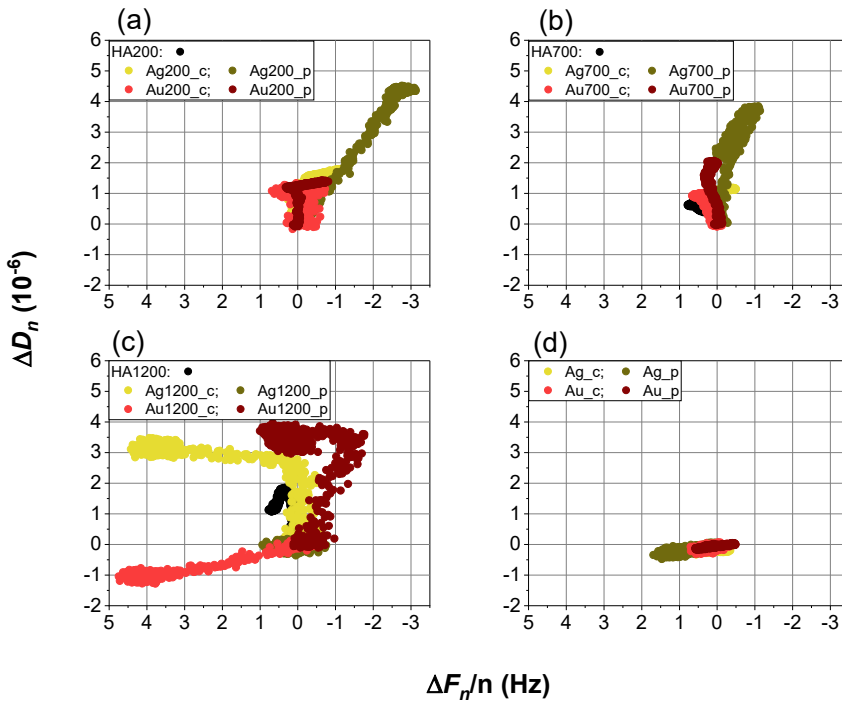 (a)
6
5
4
3
2
1
0
-1
-2
HA200:
Ag200_c; Ag200_p
Au200_c; Au200_p
5 4 3 2 1 0 -1 -2 -3
(b)
6
5
4
3
2
1
0
-1
-2
HA700:
Ag700_c; Ag700_p
Au700_c; Au700_p
5 4 3 2 1 0 -1 -2 -3
(c)
6
5
4
3
2
1
0
-1
-2
HA1200:
Ag1200_c; Ag1200_p
Au1200_c; Au1200_p
5 4 3 2 1 0 -1 -2 -3
(d)
6
5
4
3
2
1
0
-1
-2
Ag_c; Ag_p
Au_c; Au_p
5 4 3 2 1 0 -1 -2 -3
ΔDn (10⁻⁶)
ΔFn/n (Hz)